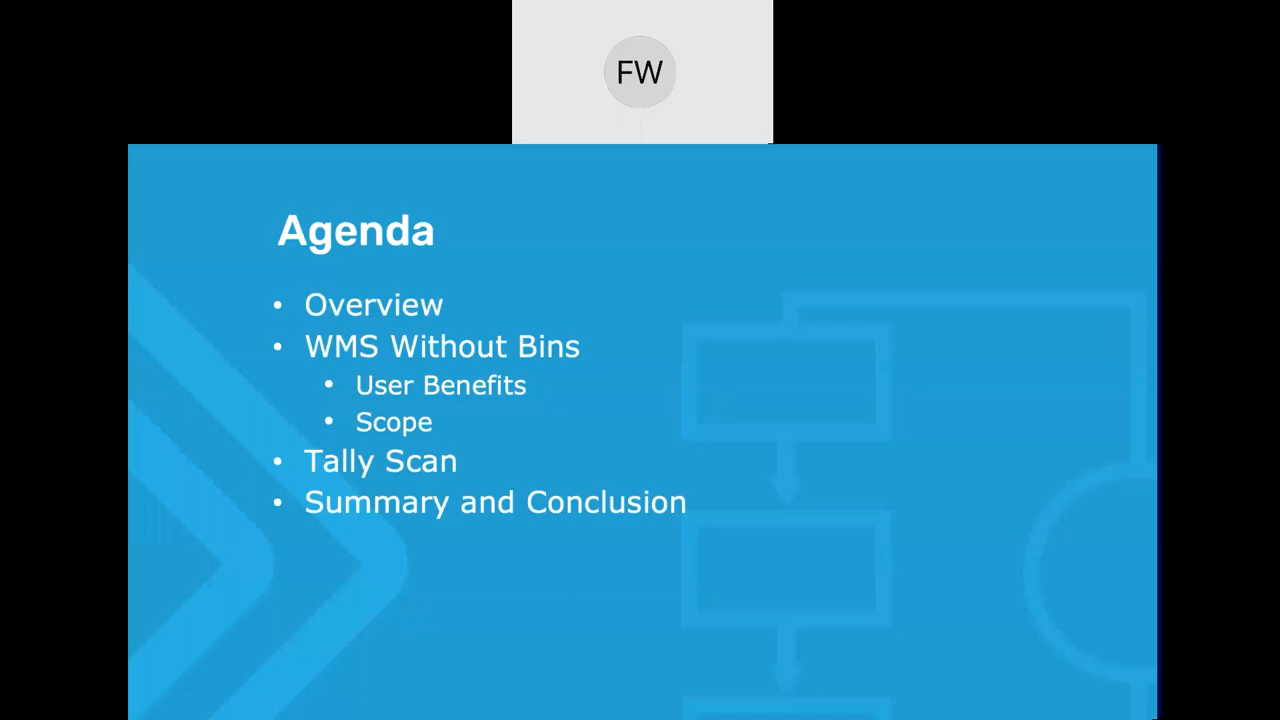 FW
Agenda
• Overview
• WMS Without Bins
• User Benefits
• Scope
• Tally Scan
• Summary and Conclusion